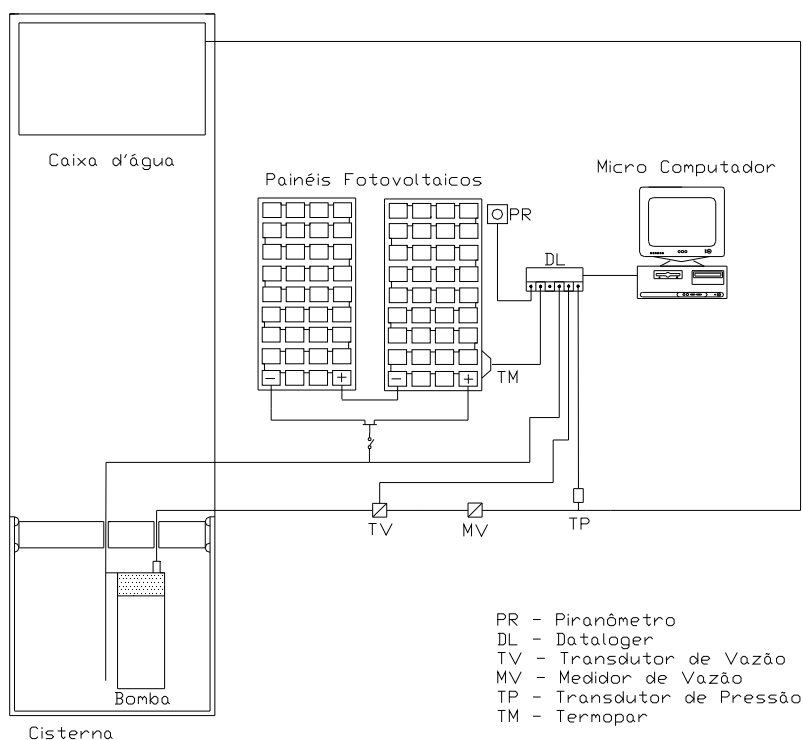 Caixa d'água
Painéis Fotovoltaicos
Micro Computador
PR
DL
TM
TV
MV
TP
Bomba
Cisterna
PR - Piranômetro
DL - Dataloger
TV - Transdutor de Vazão
MV - Medidor de Vazão
TP - Transdutor de Pressão
TM - Termopar